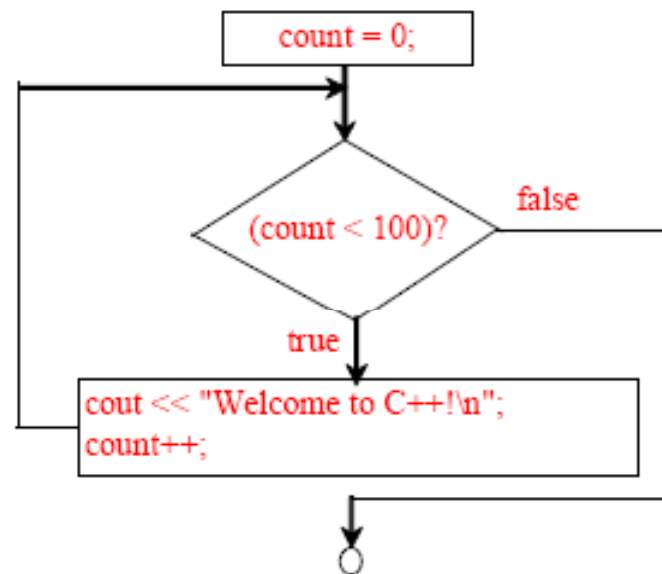 count = 0;
(count < 100)?
false
true
cout << "Welcome to C++!\n";
count++;